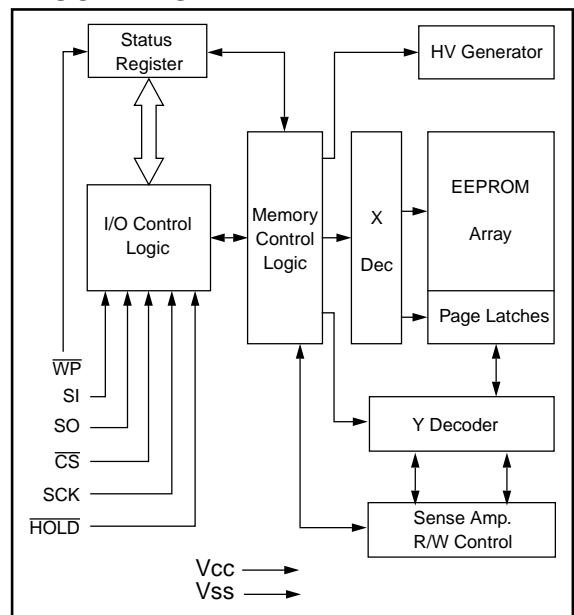 Status
Register
HV Generator
I/O Control
Logic
Memory
Control
Logic
X
Dec
EEPROM
Array
Page Latches
WP
SI
SO
CS
SCK
HOLD
Y Decoder
Sense Amp.
R/W Control
Vcc
Vss